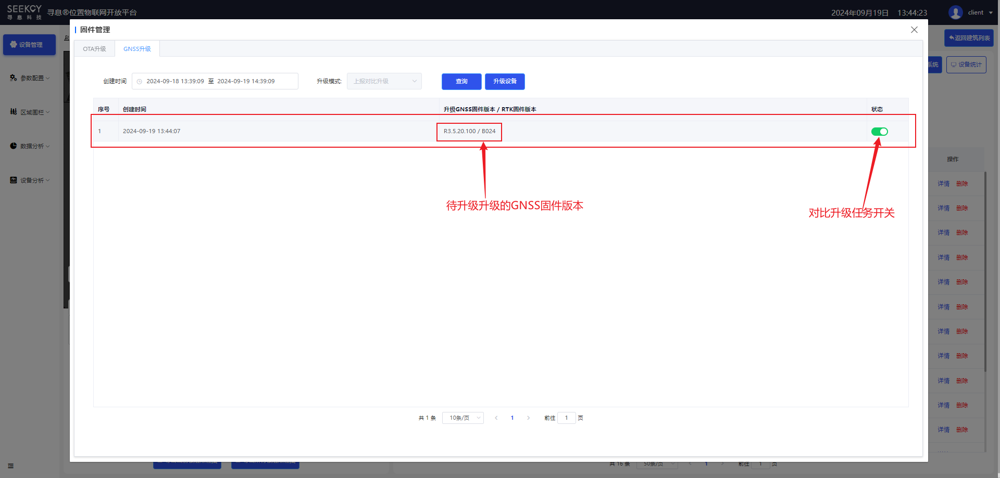 SEEKCY
寻息科技
寻息®位置物联网开放平台
2024年09月19日 13:44:23
client
固件管理
设备管理
返回建筑列表
OTA升级 GNSS升级
系统
设备统计
参数配置
创建时间 2024-09-18 13:39:09 至 2024-09-19 14:39:09 升级模式: 上报对比升级 查询 升级设备
区域围栏
序号 创建时间 升级GNSS固件版本 / RTK固件版本 状态
1 2024-09-19 13:44:07 R3.5.20.100 / B024
数据分析
操作
设备分析
详情 删除
待升级升级的GNSS固件版本
详情 删除
对比升级任务开关
详情 删除
详情 删除
详情 删除
详情 删除
详情 删除
详情 删除
详情 删除
详情 删除
共 1 条 10条/页 1 前往 1 页
详情 删除
共 16 条 50条/页 1 前往 1 页